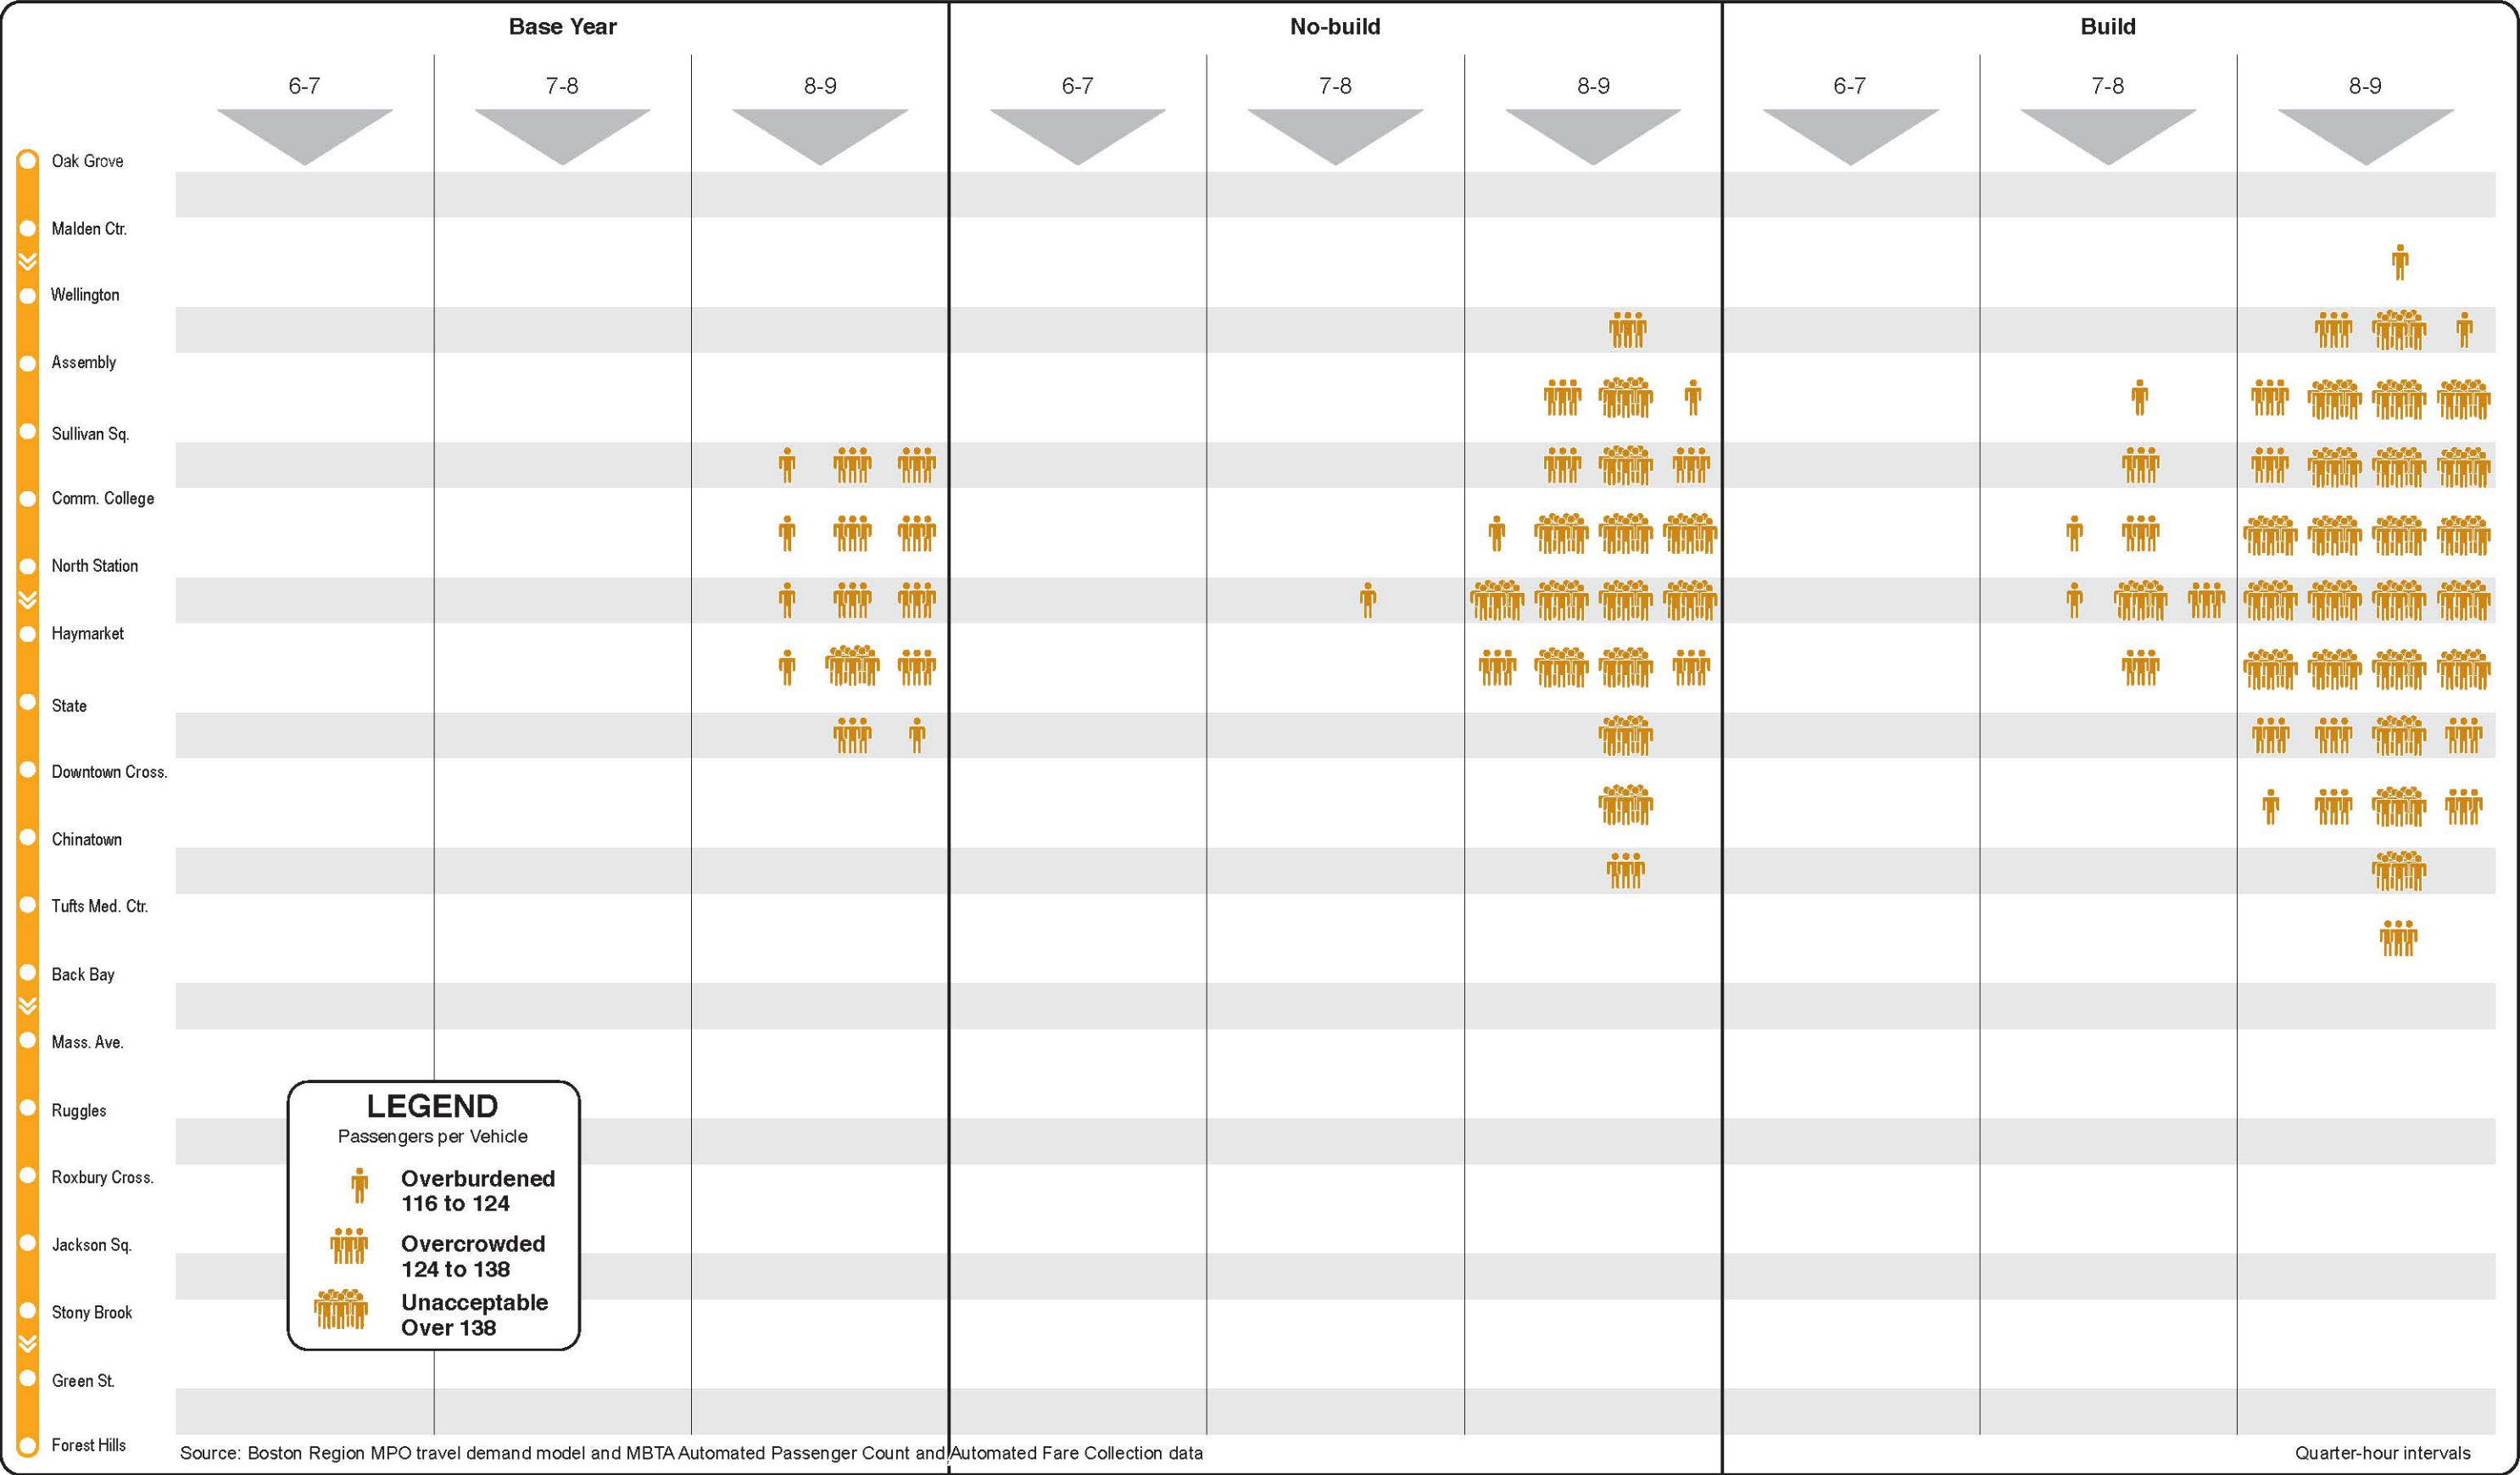 Base Year
No-build
Build
6-7
7-8
8-9
6-7
7-8
8-9
6-7
7-8
8-9
Oak Grove
Malden Ctr.
Wellington
Assembly
Sullivan Sq.
Comm. College
North Station
Haymarket
State
Downtown Cross.
Chinatown
Tufts Med. Ctr.
Back Bay
Mass. Ave.
Ruggles
Roxbury Cross.
Jackson Sq.
Stony Brook
Green St.
Forest Hills
LEGEND
Passengers per Vehicle
Overburdened
116 to 124
Overcrowded
124 to 138
Unacceptable
Over 138
Source: Boston Region MPO travel demand model and MBTA Automated Passenger Count and Automated Fare Collection data
Quarter-hour intervals